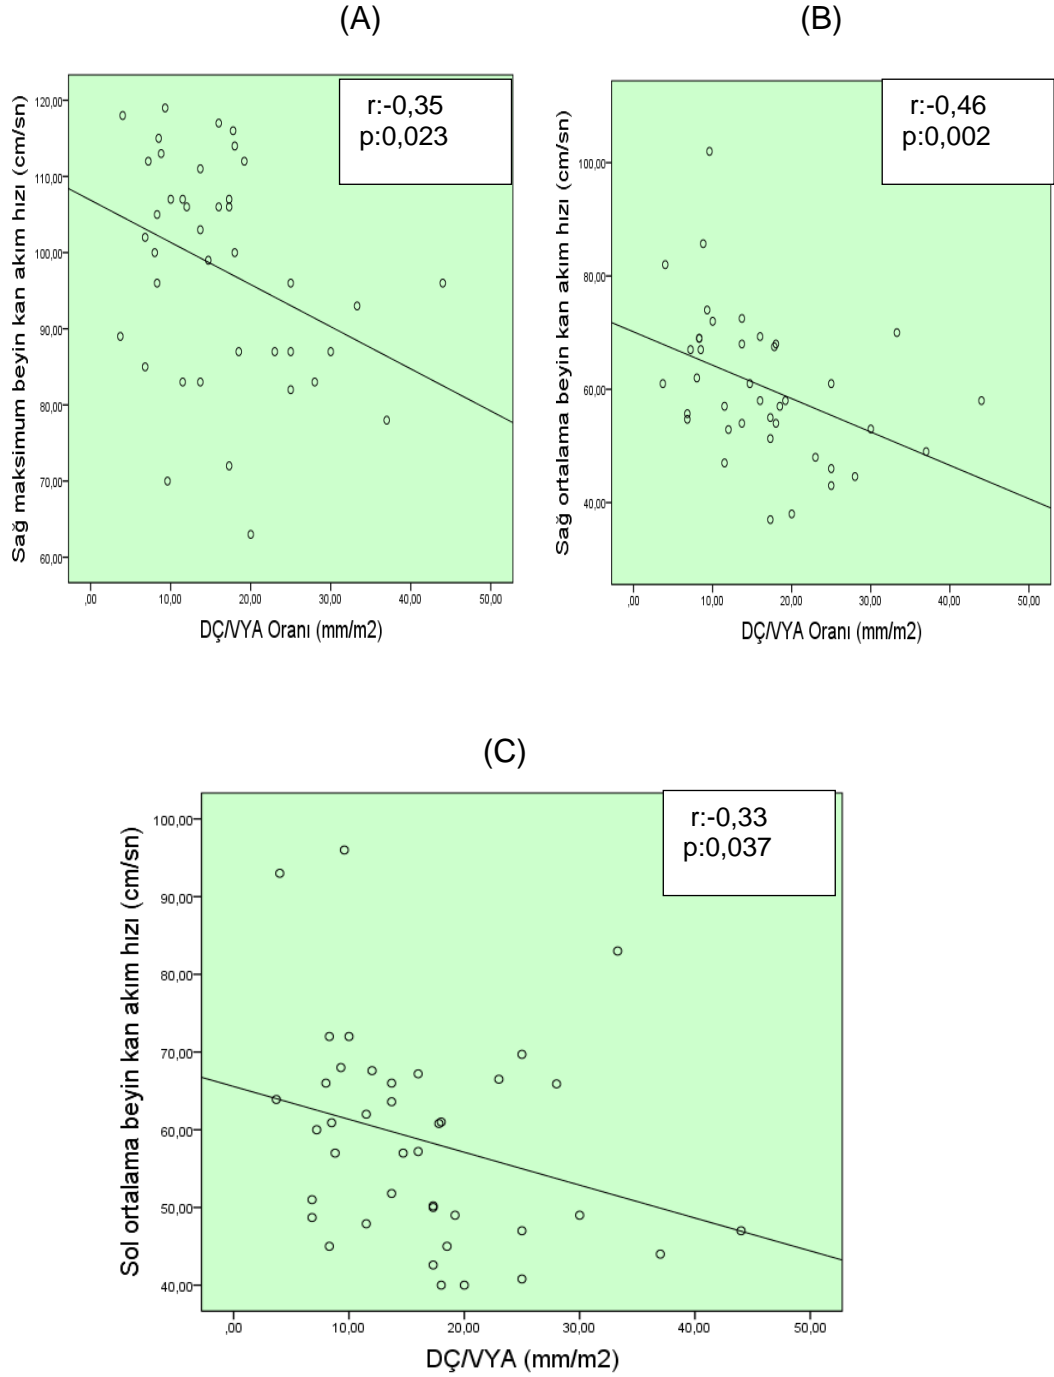 (A)
(B)
r:-0,35
p:0,023
Sağ maksimum beyin kan akım hızı (cm/sn)
120,00
110,00
100,00
90,00
80,00
70,00
60,00
,00 10,00 20,00 30,00 40,00 50,00
DÇ/VYA Oranı (mm/m2)
r:-0,46
p:0,002
Sağ ortalama beyin kan akım hızı (cm/sn)
100,00
80,00
60,00
40,00
,00 10,00 20,00 30,00 40,00 50,00
DÇ/VYA Oranı (mm/m2)
(C)
r:-0,33
p:0,037
Sol ortalama beyin kan akım hızı (cm/sn)
100,00
90,00
80,00
70,00
60,00
50,00
40,00
,00 10,00 20,00 30,00 40,00 50,00
DÇ/VYA (mm/m2)